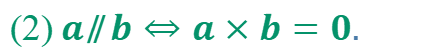 (2) a∥b ⇔ a × b = 0.